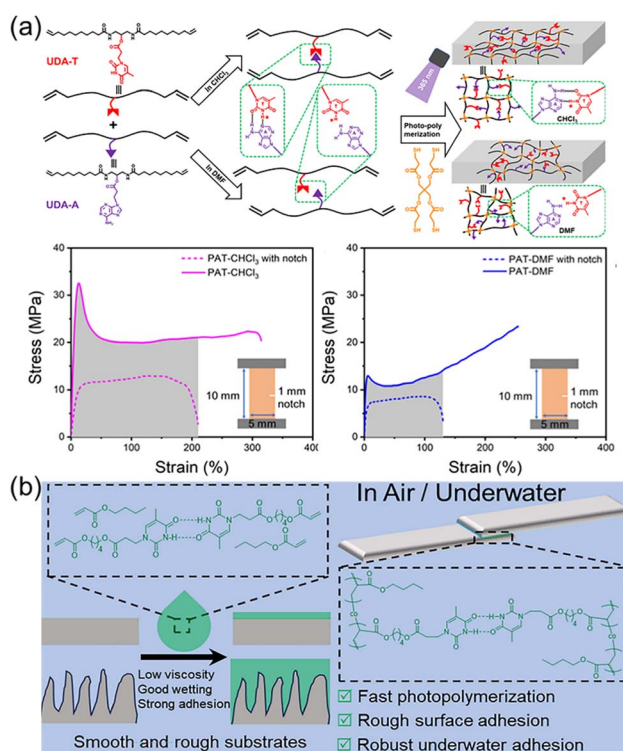 (a)
UDA-T
+
UDA-A
In CHCl3
In DMF
365 nm
Photo-poly
merization
CHCl3
DMF
Stress (MPa)
40
30
20
10
0
PAT-CHCl3 with notch
PAT-CHCl3
10 mm
1 mm
notch
5 mm
0 100 200 300 400
Strain (%)
Stress (MPa)
40
30
20
10
0
PAT-DMF with notch
PAT-DMF
10 mm
1 mm
notch
5 mm
0 100 200 300 400
Strain (%)
(b)
In Air / Underwater
Low viscosity
Good wetting
Strong adhesion
Smooth and rough substrates
☑ Fast photopolymerization
☑ Rough surface adhesion
☑ Robust underwater adhesion